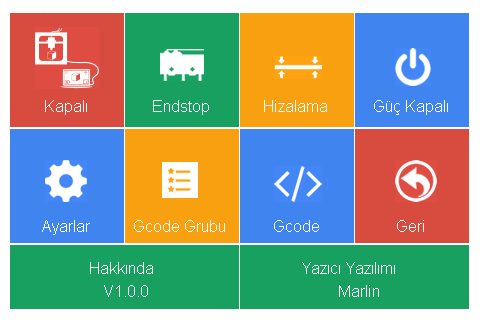 Kapalı
Endstop
Hizalama
Güç Kapalı
Ayarlar
Gcode Grubu
Gcode
Geri
Hakkında
V1.0.0
Yazıcı Yazılımı
Marlin